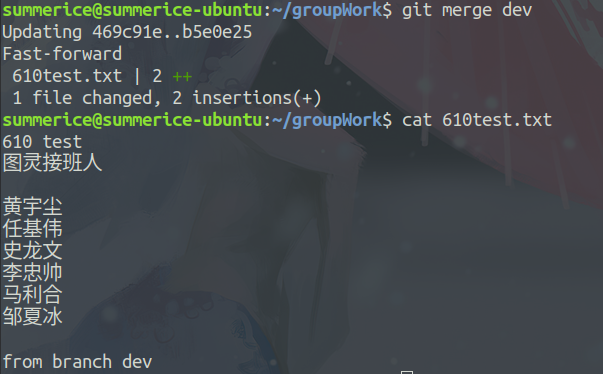 summerice@summerice-ubuntu:~/groupWork$ git merge dev
Updating 469c91e..b5e0e25
Fast-forward
 610test.txt | 2 ++
 1 file changed, 2 insertions(+)
summerice@summerice-ubuntu:~/groupWork$ cat 610test.txt
610 test
图灵接班人
黄宇尘
任基伟
史龙文
李忠帅
马利合
邹夏冰
from branch dev